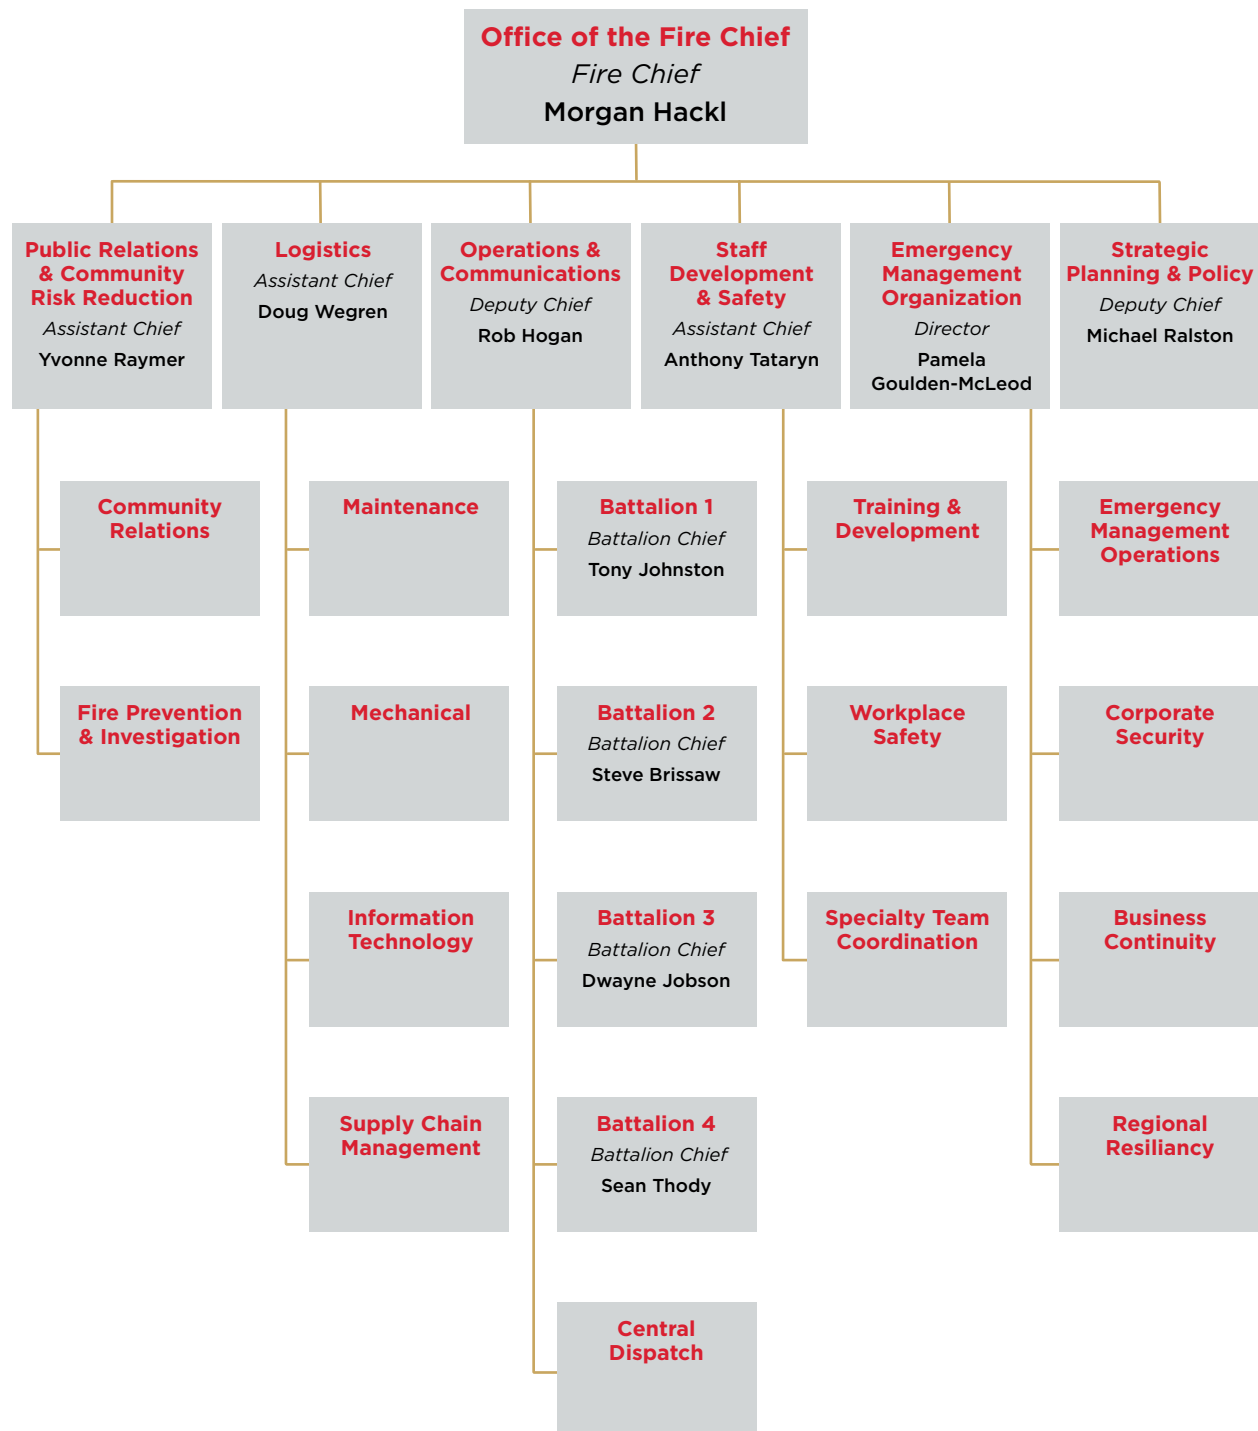 Office of the Fire Chief
Fire Chief
Morgan Hackl
Public Relations
& Community
Risk Reduction
Assistant Chief
Yvonne Raymer
Logistics
Assistant Chief
Doug Wegren
Operations &
Communications
Deputy Chief
Rob Hogan
Staff
Development
& Safety
Assistant Chief
Anthony Tataryn
Emergency
Management
Organization
Director
Pamela
Goulden-McLeod
Strategic
Planning & Policy
Deputy Chief
Michael Ralston
Community
Relations
Fire Prevention
& Investigation
Maintenance
Mechanical
Information
Technology
Supply Chain
Management
Battalion 1
Battalion Chief
Tony Johnston
Battalion 2
Battalion Chief
Steve Brissaw
Battalion 3
Battalion Chief
Dwayne Jobson
Battalion 4
Battalion Chief
Sean Thody
Central
Dispatch
Training &
Development
Workplace
Safety
Specialty Team
Coordination
Emergency
Management
Operations
Corporate
Security
Business
Continuity
Regional
Resiliancy